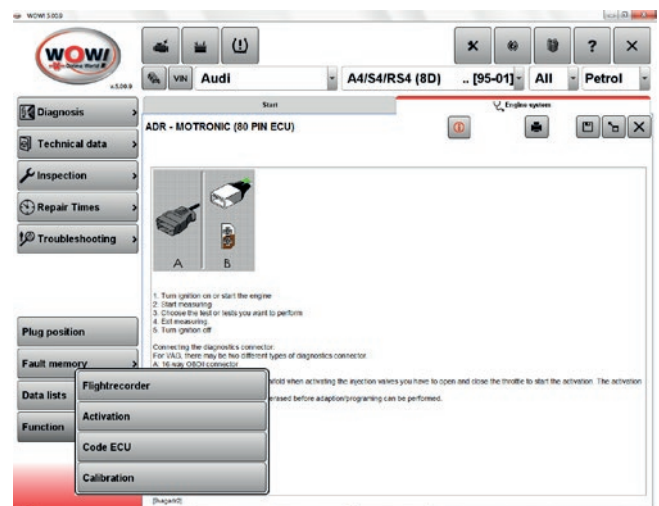 WOW! 5.00.9
WOW!
Online World
v.5.00.9
VIN
Audi
A4/S4/RS4 (8D)
.. [95-01]
All
Petrol
?
Diagnosis
Technical data
Inspection
Repair Times
Troubleshooting
Start
Engine system
ADR - MOTRONIC (80 PIN ECU)
A
B
1. Turn ignition on or start the engine
2. Start measuring
3. Choose the test or tests you want to perform
4. Exit measuring.
5. Turn ignition off
Connecting the diagnostics connector.
For VAG, there may be two different types of diagnostics connector.
A: 16-way OBDI connector
when activating the injection valves you have to open and close the throttle to start the activation. The activation
erased before adaption/programing can be performed.
Plug position
Fault memory
Data lists
Function
Flightrecorder
Activation
Code ECU
Calibration